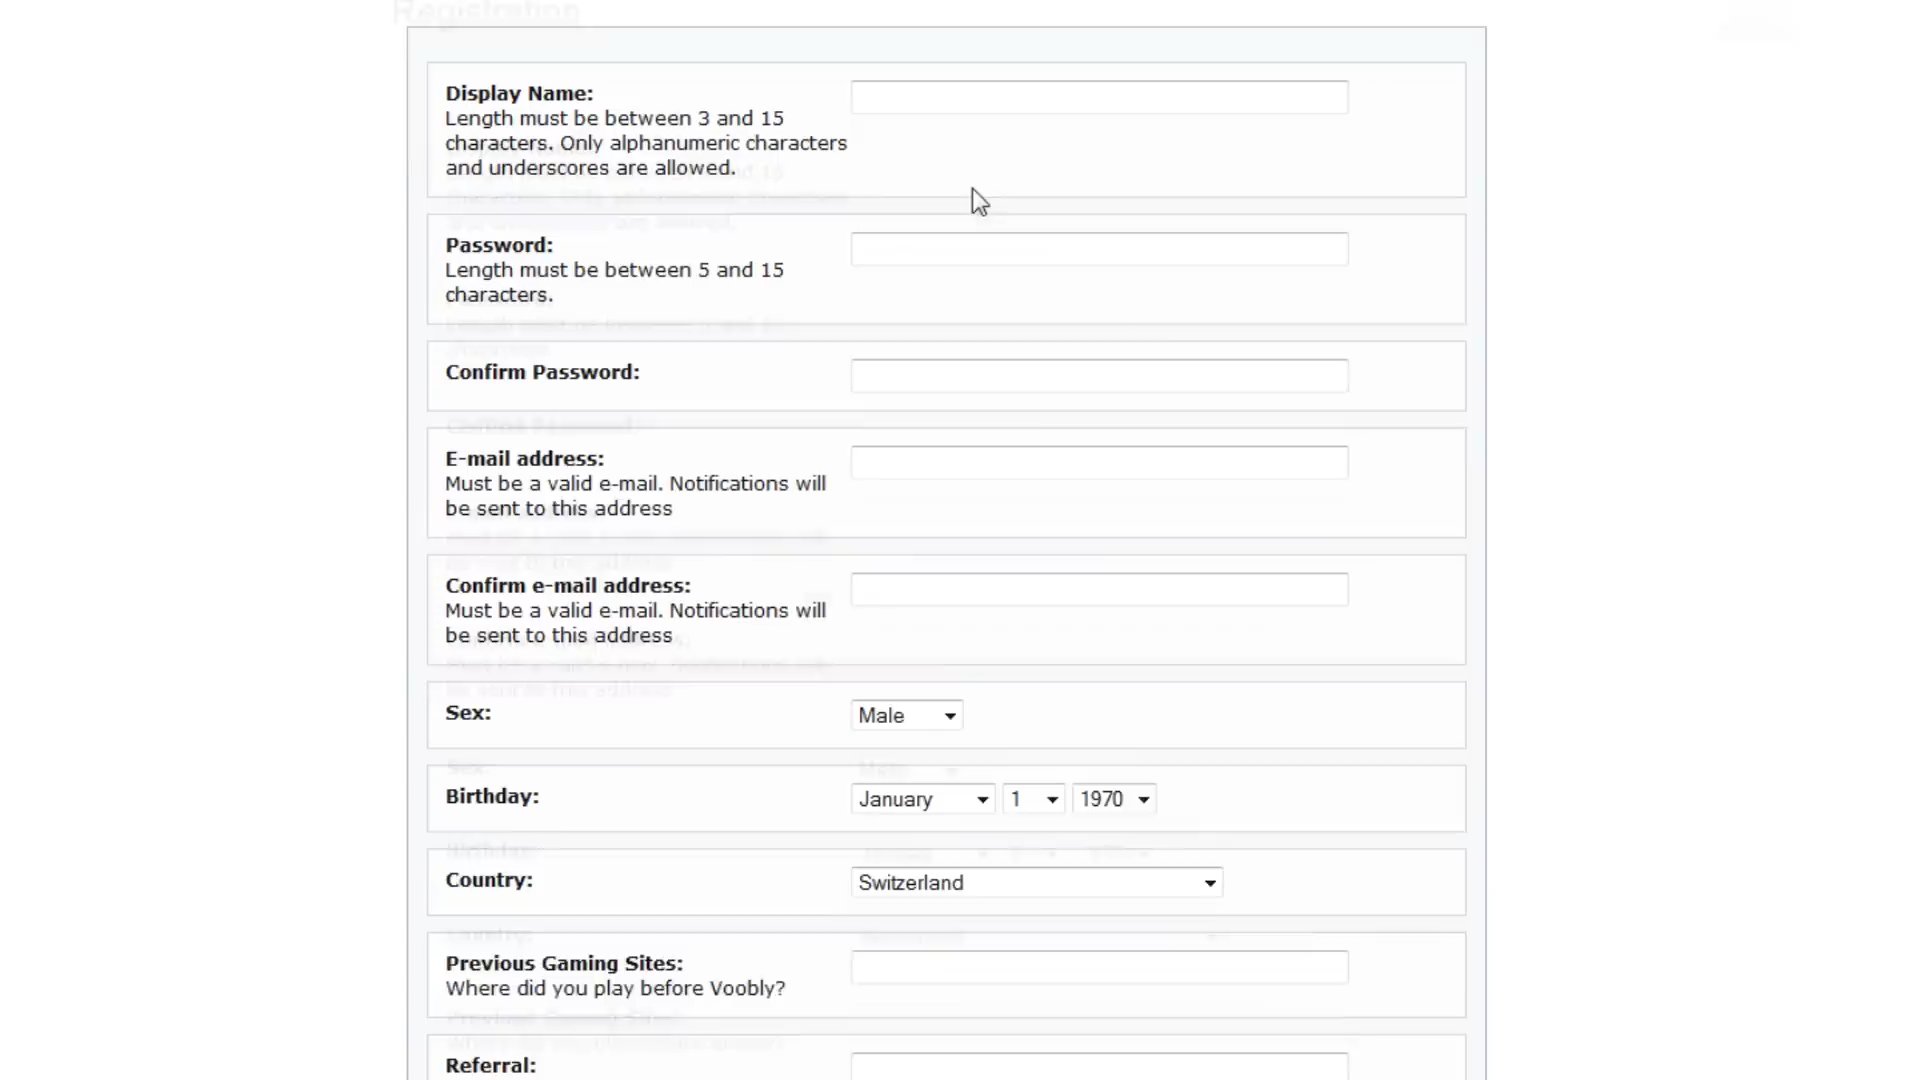 Registration
Display Name:
Length must be between 3 and 15
characters. Only alphanumeric characters
and underscores are allowed.
Password:
Length must be between 5 and 15
characters.
Confirm Password:
E-mail address:
Must be a valid e-mail. Notifications will
be sent to this address
Confirm e-mail address:
Must be a valid e-mail. Notifications will
be sent to this address
Sex:
Male
Birthday:
January 1 1970
Country:
Switzerland
Previous Gaming Sites:
Where did you play before Voobly?
Referral: